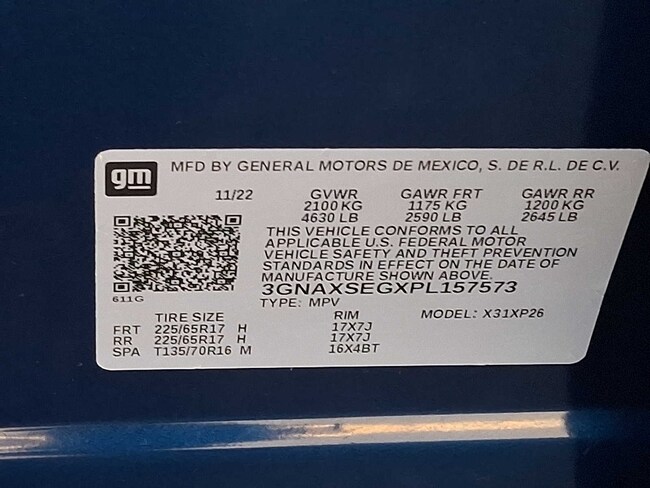 gm MFD BY GENERAL MOTORS DE MEXICO, S. DE R.L. DE C.V.
11/22 GVWR GAWR FRT GAWR RR
2100 KG 1175 KG 1200 KG
4630 LB 2590 LB 2645 LB
THIS VEHICLE CONFORMS TO ALL
APPLICABLE U.S. FEDERAL MOTOR
VEHICLE SAFETY AND THEFT PREVENTION
STANDARDS IN EFFECT ON THE DATE OF
MANUFACTURE SHOWN ABOVE.
3GNAXSEGXPL157573
611G
TYPE: MPV
TIRE SIZE RIM MODEL: X31XP26
FRT 225/65R17 H 17X7J
RR 225/65R17 H 17X7J
SPA T135/70R16 M 16X4BT